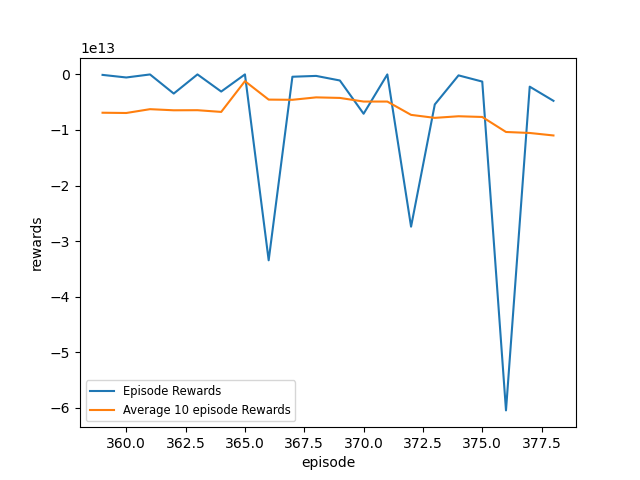 1e13
0
−1
−2
−3
−4
−5
−6
rewards
Episode Rewards
Average 10 episode Rewards
360.0 362.5 365.0 367.5 370.0 372.5 375.0 377.5
episode